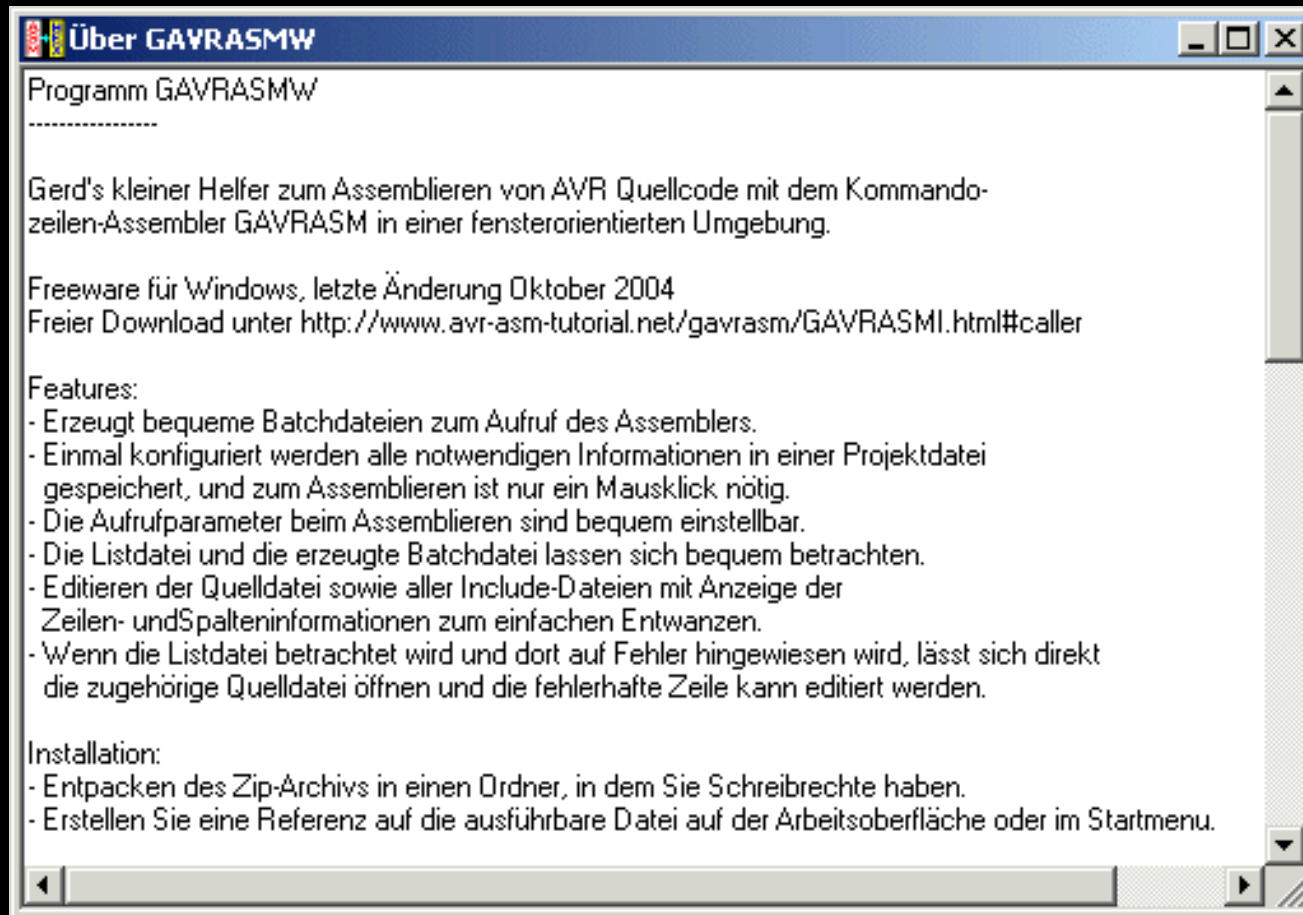 Über GAVRASMW
Programm GAVRASMW
-----------------
Gerd's kleiner Helfer zum Assemblieren von AVR Quellcode mit dem Kommando-
zeilen-Assembler GAVRASM in einer fensterorientierten Umgebung.
Freeware für Windows, letzte Änderung Oktober 2004
Freier Download unter http://www.avr-asm-tutorial.net/gavrasm/GAVRASMI.html#caller
Features:
- Erzeugt bequeme Batchdateien zum Aufruf des Assemblers.
- Einmal konfiguriert werden alle notwendigen Informationen in einer Projektdatei
gespeichert, und zum Assemblieren ist nur ein Mausklick nötig.
- Die Aufrufparameter beim Assemblieren sind bequem einstellbar.
- Die Listdatei und die erzeugte Batchdatei lassen sich bequem betrachten.
- Editieren der Quelldatei sowie aller Include-Dateien mit Anzeige der
Zeilen- undSpalteninformationen zum einfachen Entwanzen.
- Wenn die Listdatei betrachtet wird und dort auf Fehler hingewiesen wird, lässt sich direkt
die zugehörige Quelldatei öffnen und die fehlerhafte Zeile kann editiert werden.
Installation:
- Entpacken des Zip-Archivs in einen Ordner, in dem Sie Schreibrechte haben.
- Erstellen Sie eine Referenz auf die ausführbare Datei auf der Arbeitsoberfläche oder im Startmenu.